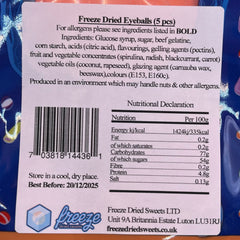 Freeze Dried Eyeballs (5 pcs)
For allergens please see ingredients listed in BOLD
Ingredients: Glucose syrup, sugar, beef gelatine,
corn starch, acids (citric acid), flavourings, gelling agents (pectins),
fruit and vegetable concentrates (spirulina, radish, blackcurrant, carrot)
vegetable oils (coconut, rapeseed), glazing agent (carnauba wax,
beeswax), colours (E153, E160c).
Produced in an environment which may handle nuts & other allergens.
Nutritional Declaration
Per 100g
Energy kj/kcal 1424kj/335kcal
Fat 0.2g
of which saturates 0.2g
Carbohydrates 77g
of which sugars 54g
Fibre 0.2g
Protein 4.8g
Salt 0.13g
7 03818 14436 1
Store in a cool, dry place.
Best Before: 20/12/2025
freeze
Freeze Dried Sweets LTD
Unit 9A Britannia Estate Luton LU31RJ
freezedriedsweets.co.uk